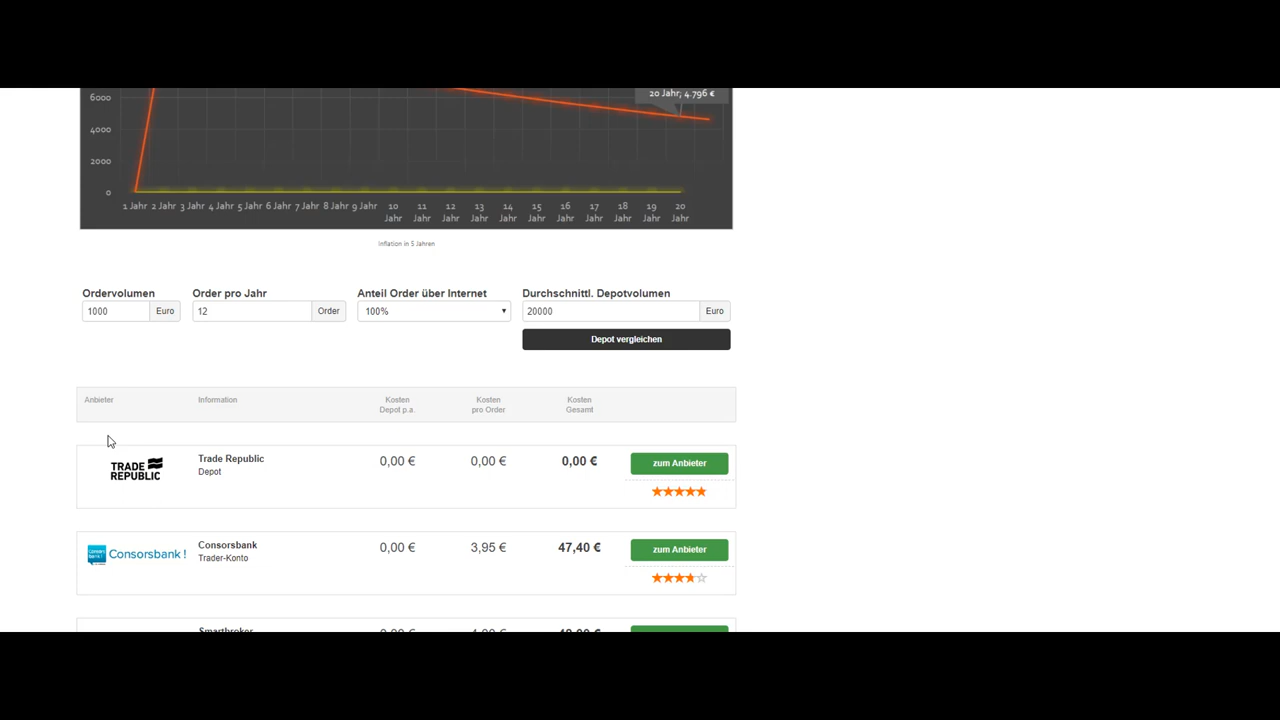 6000
20 Jahr; 4.796 €
4000
2000
0
1 Jahr 2 Jahr 3 Jahr 4 Jahr 5 Jahr 6 Jahr 7 Jahr 8 Jahr 9 Jahr 10 Jahr 11 Jahr 12 Jahr 13 Jahr 14 Jahr 15 Jahr 16 Jahr 17 Jahr 18 Jahr 19 Jahr 20 Jahr
Inflation in 5 Jahren
Ordervolumen Order pro Jahr Anteil Order über Internet Durchschnittl. Depotvolumen
1000 Euro 12 Order 100% 20000 Euro
Depot vergleichen
Anbieter Information Kosten Depot p.a. Kosten pro Order Kosten Gesamt
TRADE REPUBLIC
Trade Republic 0,00 € 0,00 € 0,00 € zum Anbieter
Depot
Consorsbank !
Consorsbank 0,00 € 3,95 € 47,40 € zum Anbieter
Trader-Konto
Smartbroker